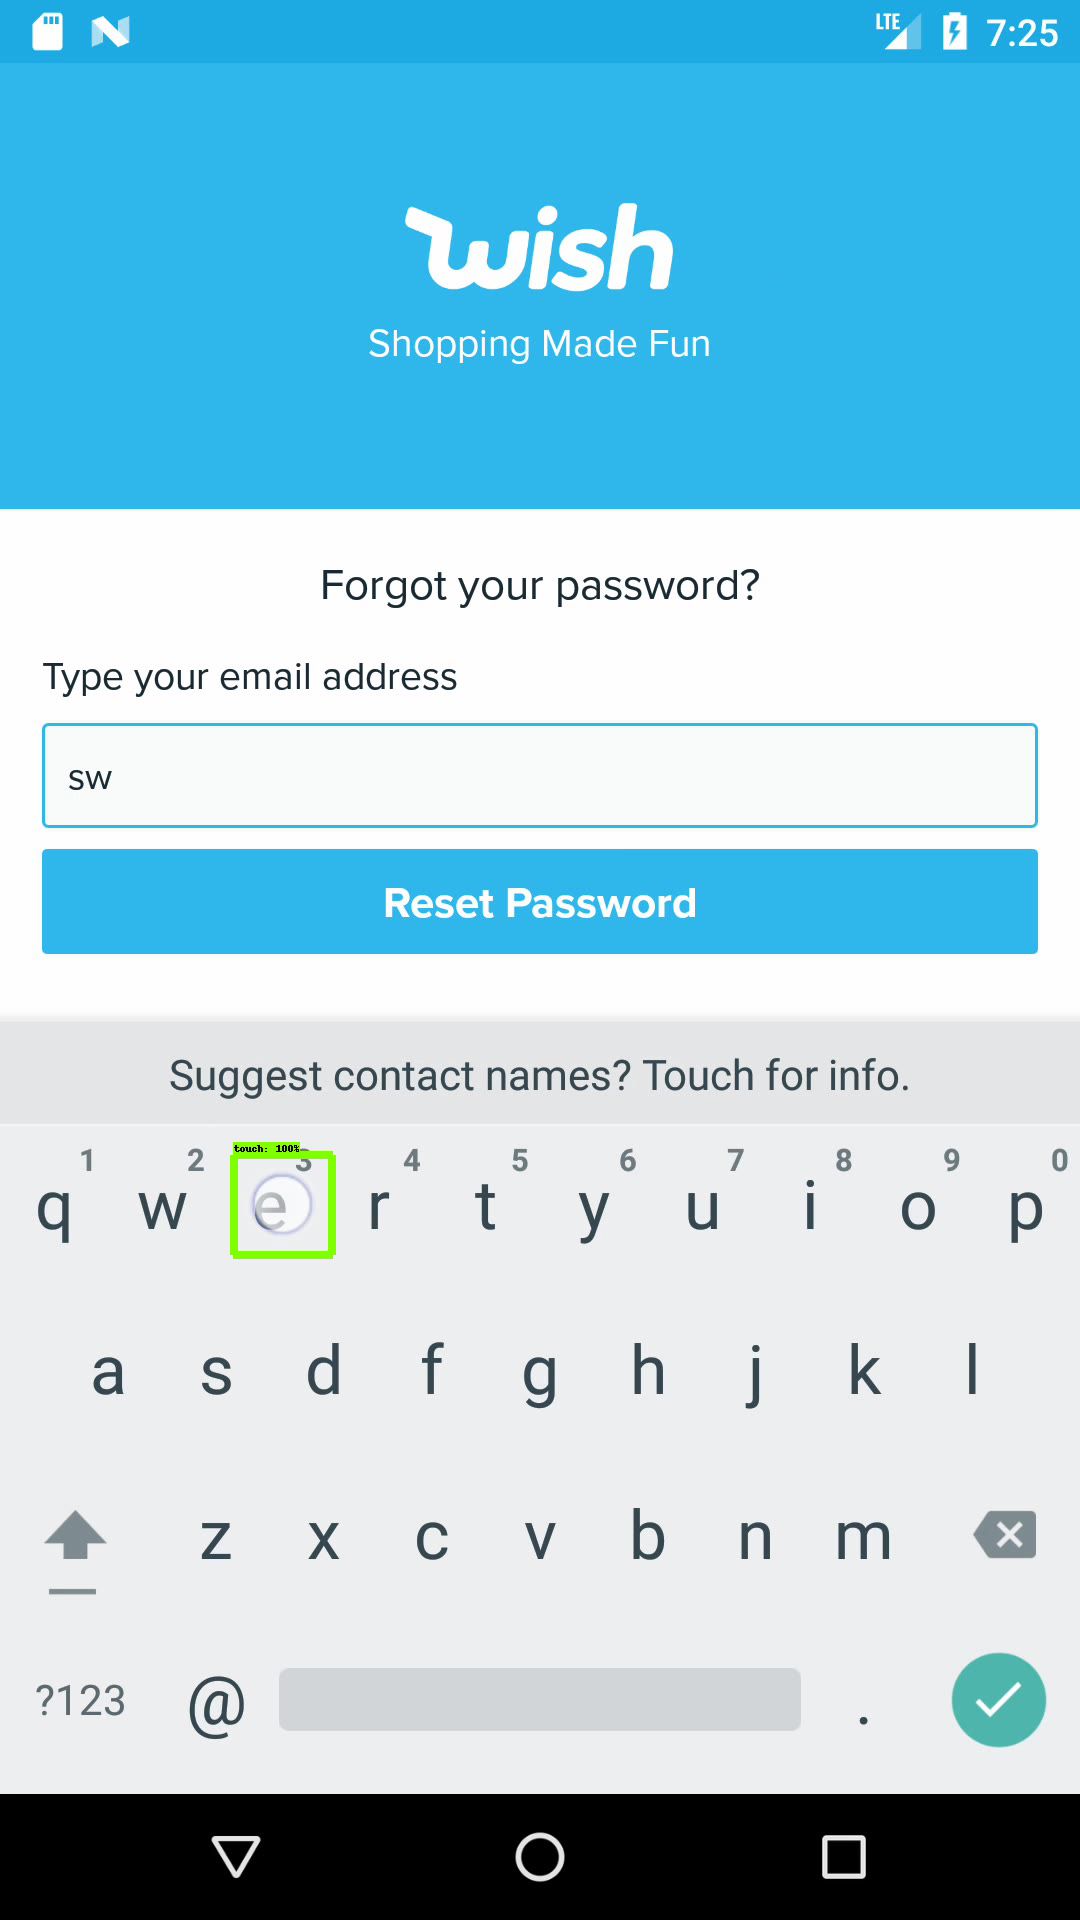 LTE 7:25
wish
Shopping Made Fun
Forgot your password?
Type your email address
sw
Reset Password
Suggest contact names? Touch for info.
touch: 100%
1 2 3 4 5 6 7 8 9 0
q w e r t y u i o p
a s d f g h j k l
z x c v b n m
?123 @ .